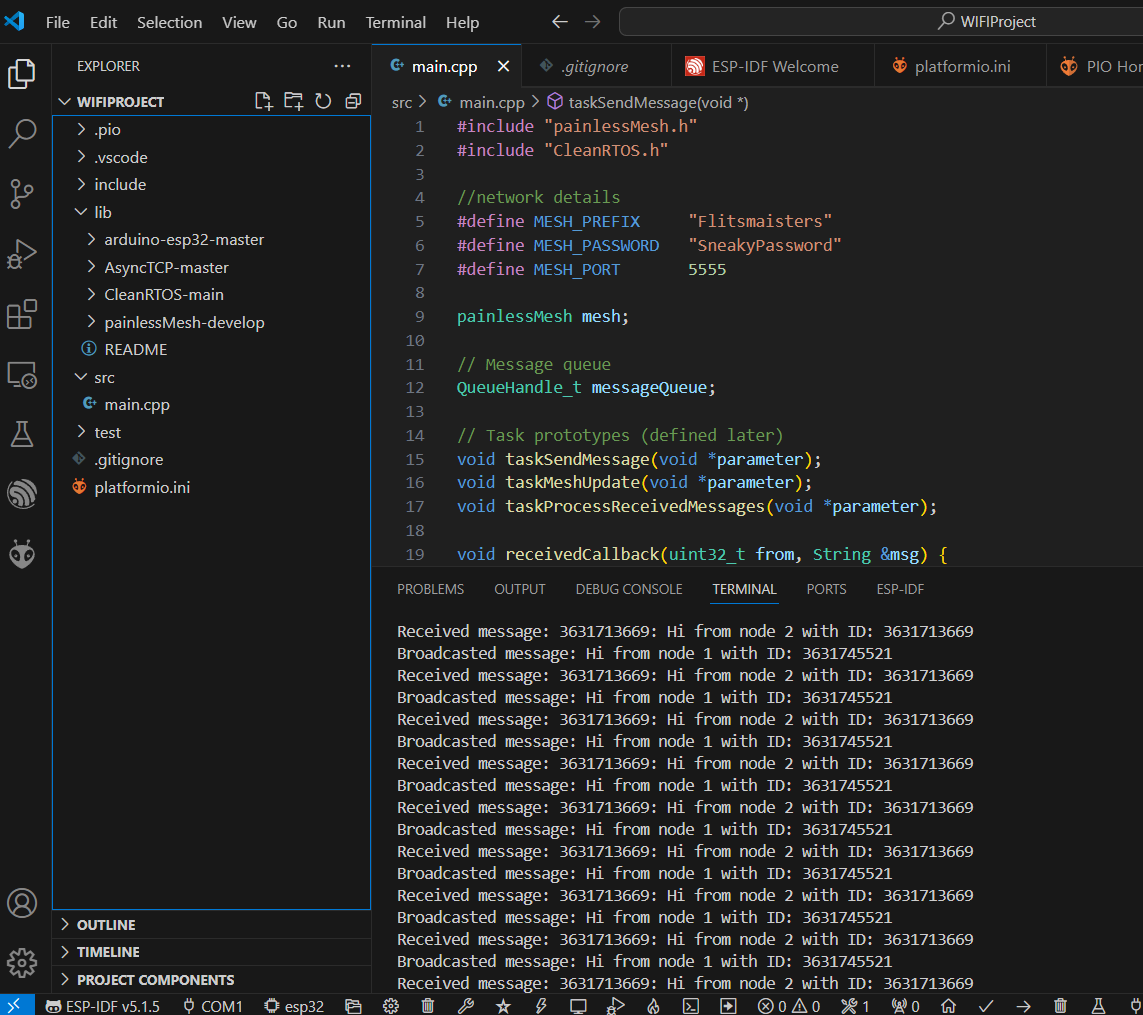 File Edit Selection View Go Run Terminal Help
WIFIProject
EXPLORER
WIFIPROJECT
.pio
.vscode
include
lib
arduino-esp32-master
AsyncTCP-master
CleanRTOS-main
painlessMesh-develop
README
src
main.cpp
test
.gitignore
platformio.ini
OUTLINE
TIMELINE
PROJECT COMPONENTS
main.cpp .gitignore ESP-IDF Welcome platformio.ini PIO Hor
src > main.cpp > taskSendMessage(void *)
1 #include "painlessMesh.h"
2 #include "CleanRTOS.h"
3
4 //network details
5 #define MESH_PREFIX "Flitsmaisters"
6 #define MESH_PASSWORD "SneakyPassword"
7 #define MESH_PORT 5555
8
9 painlessMesh mesh;
10
11 // Message queue
12 QueueHandle_t messageQueue;
13
14 // Task prototypes (defined later)
15 void taskSendMessage(void *parameter);
16 void taskMeshUpdate(void *parameter);
17 void taskProcessReceivedMessages(void *parameter);
18
19 void receivedCallback(uint32_t from, String &msg) {
PROBLEMS OUTPUT DEBUG CONSOLE TERMINAL PORTS ESP-IDF
Received message: 3631713669: Hi from node 2 with ID: 3631713669
Broadcasted message: Hi from node 1 with ID: 3631745521
Received message: 3631713669: Hi from node 2 with ID: 3631713669
Broadcasted message: Hi from node 1 with ID: 3631745521
Received message: 3631713669: Hi from node 2 with ID: 3631713669
Broadcasted message: Hi from node 1 with ID: 3631745521
Received message: 3631713669: Hi from node 2 with ID: 3631713669
Broadcasted message: Hi from node 1 with ID: 3631745521
Received message: 3631713669: Hi from node 2 with ID: 3631713669
Broadcasted message: Hi from node 1 with ID: 3631745521
Received message: 3631713669: Hi from node 2 with ID: 3631713669
Broadcasted message: Hi from node 1 with ID: 3631745521
Received message: 3631713669: Hi from node 2 with ID: 3631713669
Broadcasted message: Hi from node 1 with ID: 3631745521
Received message: 3631713669: Hi from node 2 with ID: 3631713669
Broadcasted message: Hi from node 1 with ID: 3631745521
Received message: 3631713669: Hi from node 2 with ID: 3631713669
ESP-IDF v5.1.5 COM1 esp32 0 0 1 0